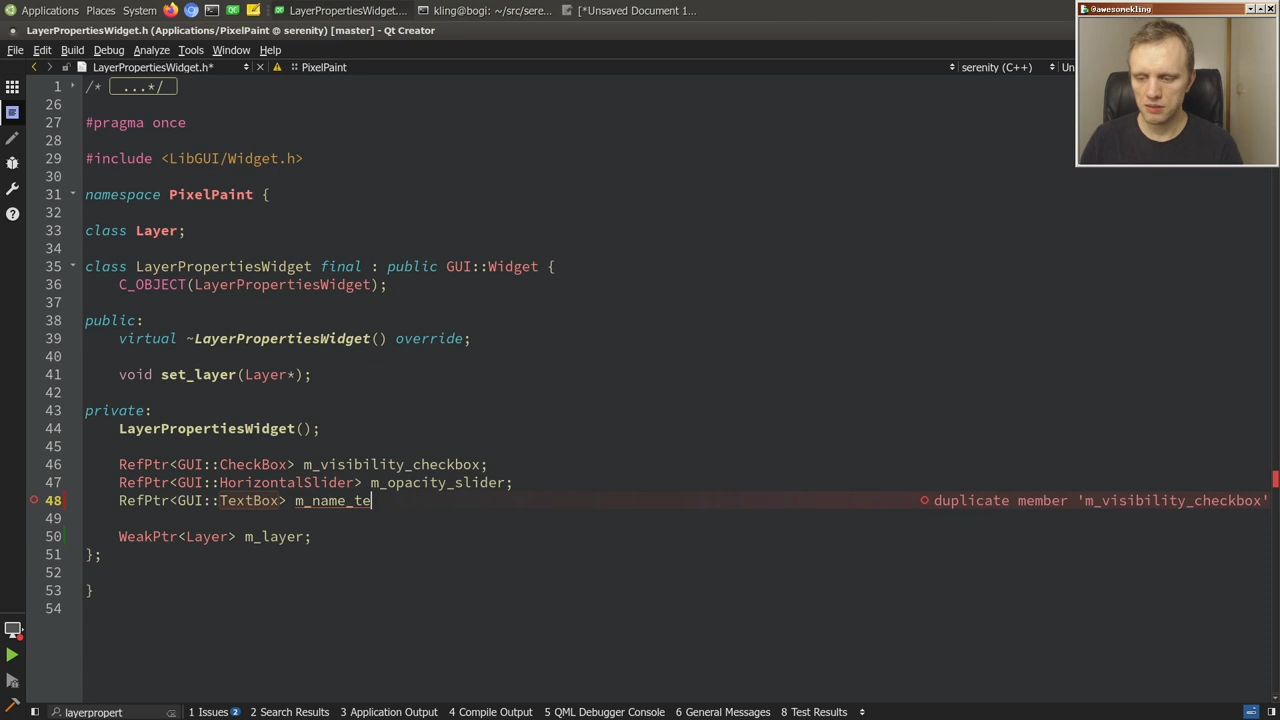 Applications Places System LayerPropertiesWidget.... kling@bogi: ~/src/sere... [*Unsaved Document 1... @awesomekling
LayerPropertiesWidget.h (Applications/PixelPaint @ serenity) [master] - Qt Creator
File Edit Build Debug Analyze Tools Window Help
LayerPropertiesWidget.h* PixelPaint serenity (C++) Un
1 /* ...*/
26
27 #pragma once
28
29 #include <LibGUI/Widget.h>
30
31 namespace PixelPaint {
32
33 class Layer;
34
35 class LayerPropertiesWidget final : public GUI::Widget {
36 C_OBJECT(LayerPropertiesWidget);
37
38 public:
39 virtual ~LayerPropertiesWidget() override;
40
41 void set_layer(Layer*);
42
43 private:
44 LayerPropertiesWidget();
45
46 RefPtr<GUI::CheckBox> m_visibility_checkbox;
47 RefPtr<GUI::HorizontalSlider> m_opacity_slider;
48 RefPtr<GUI::TextBox> m_name_te duplicate member 'm_visibility_checkbox'
49
50 WeakPtr<Layer> m_layer;
51 };
52
53 }
54
layerpropert 1 Issues 2 2 Search Results 3 Application Output 4 Compile Output 5 QML Debugger Console 6 General Messages 8 Test Results